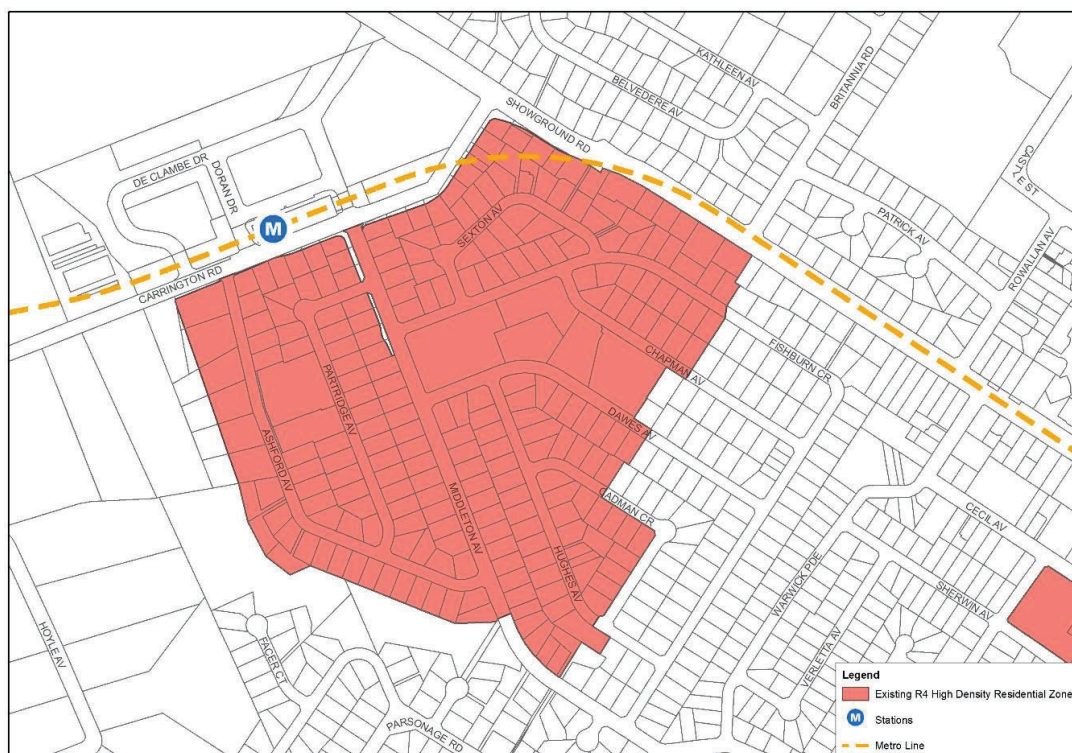 KATHLEEN AV
BRITANNIA RD
BELVEDERE AV
SHOWGROUND RD
CASTLE ST
DE CLAMBE DR
DORAN DR
PATRICK AV
ROWALLAN AV
SEXTON AV
M
CARRINGTON RD
FISHBURN CR
CHAPMAN AV
PARTRIDGE AV
DAWES AV
ASHFORD AV
MIDDLETON AV
CADMAN CR
CECIL AV
HUGHES AV
WARWICK PDE
SHERWIN AV
HOYLE AV
FACER CT
VERLETTA AV
PARSONAGE RD
Legend
Existing R4 High Density Residential Zone
M Stations
Metro Line